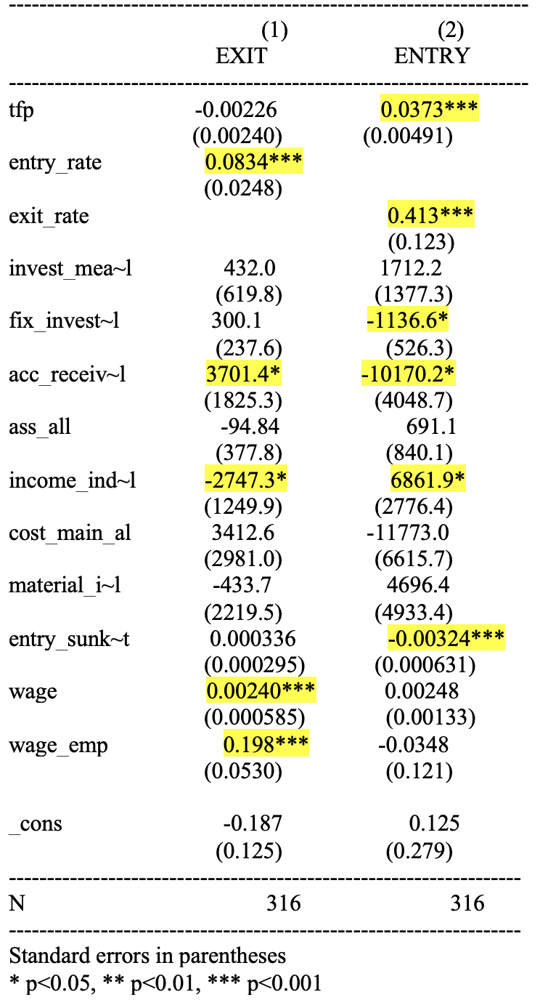 (1) (2)
EXIT ENTRY
tfp -0.00226 0.0373***
(0.00240) (0.00491)
entry_rate 0.0834***
(0.0248)
exit_rate 0.413***
(0.123)
invest_mea~l 432.0 1712.2
(619.8) (1377.3)
fix_invest~l 300.1 -1136.6*
(237.6) (526.3)
acc_receiv~l 3701.4* -10170.2*
(1825.3) (4048.7)
ass_all -94.84 691.1
(377.8) (840.1)
income_ind~l -2747.3* 6861.9*
(1249.9) (2776.4)
cost_main_al 3412.6 -11773.0
(2981.0) (6615.7)
material_i~l -433.7 4696.4
(2219.5) (4933.4)
entry_sunk~t 0.000336 -0.00324***
(0.000295) (0.000631)
wage 0.00240*** 0.00248
(0.000585) (0.00133)
wage_emp 0.198*** -0.0348
(0.0530) (0.121)
_cons -0.187 0.125
(0.125) (0.279)
N 316 316
Standard errors in parentheses
* p<0.05, ** p<0.01, *** p<0.001